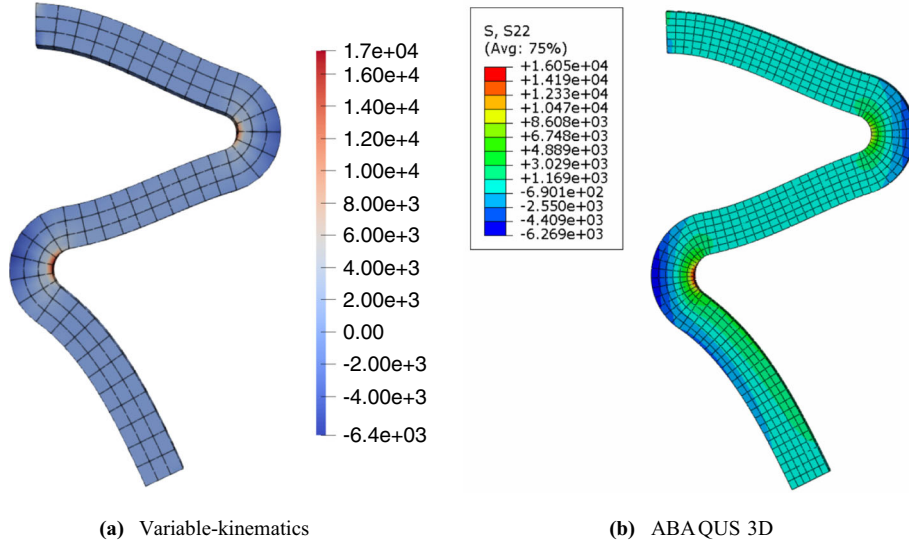 1.7e+04
1.60e+4
1.40e+4
1.20e+4
1.00e+4
8.00e+3
6.00e+3
4.00e+3
2.00e+3
0.00
-2.00e+3
-4.00e+3
-6.4e+03
S, S22
(Avg: 75%)
+1.605e+04
+1.419e+04
+1.233e+04
+1.047e+04
+8.608e+03
+6.748e+03
+4.889e+03
+3.029e+03
+1.169e+03
-6.901e+02
-2.550e+03
-4.409e+03
-6.269e+03
(a) Variable-kinematics
(b) ABAQUS 3D